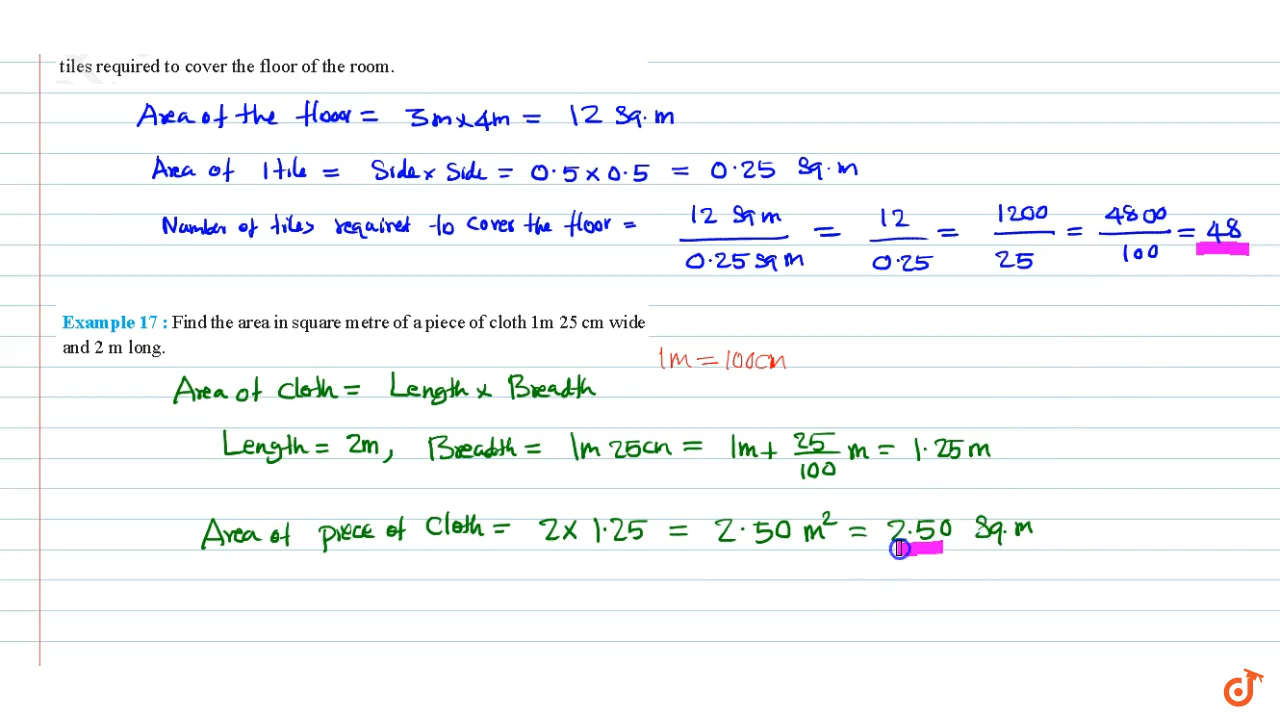 tiles required to cover the floor of the room.
Area of the floor = 3m x 4m = 12 Sq.m
Area of 1 tile = Side x Side = 0.5 x 0.5 = 0.25 Sq.m
Number of tiles required to cover the floor = 12 Sq m / 0.25 Sq m = 12 / 0.25 = 1200 / 25 = 4800 / 100 = 48
Example 17 : Find the area in square metre of a piece of cloth 1m 25 cm wide
and 2 m long.
1m = 100cm
Area of Cloth = Length x Breadth
Length = 2m, Breadth = 1m 25cm = 1m + 25/100 m = 1.25 m
Area of piece of Cloth = 2 x 1.25 = 2.50 m² = 2.50 Sq.m